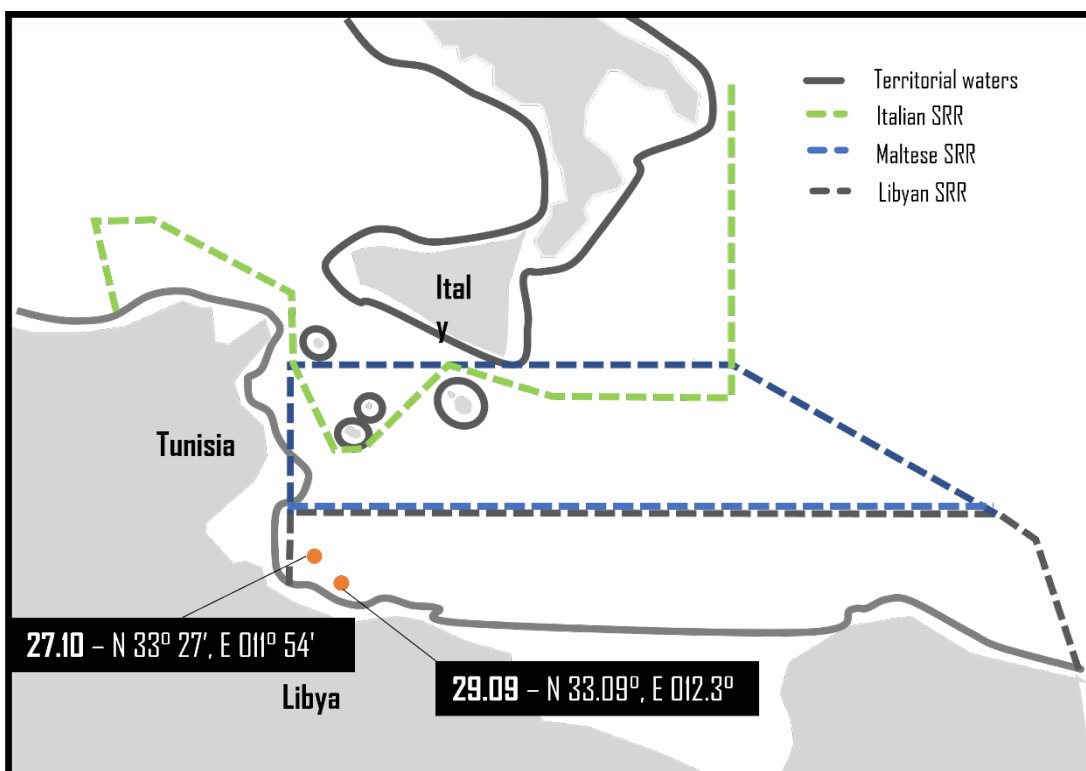 Territorial waters
Italian SRR
Maltese SRR
Libyan SRR
Ital
y
Tunisia
27.10 – N 33º 27', E 011º 54'
29.09 – N 33.09º, E 012.3º
Libya